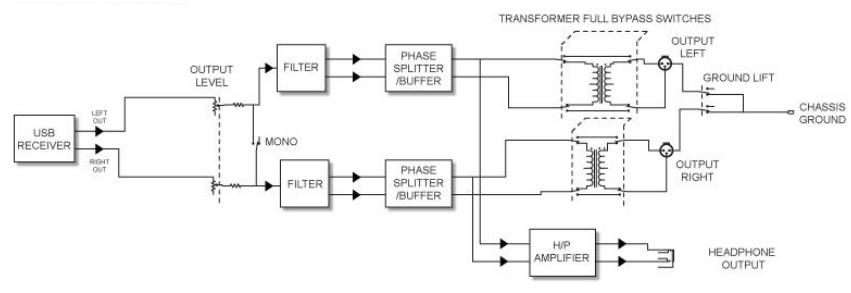 TRANSFORMER FULL BYPASS SWITCHES
OUTPUT
LEFT
OUTPUT
LEVEL
FILTER
PHASE
SPLITTER
/BUFFER
GROUND LIFT
CHASSIS
GROUND
LEFT
OUT
USB
RECEIVER
RIGHT
OUT
MONO
FILTER
PHASE
SPLITTER
/BUFFER
OUTPUT
RIGHT
H/P
AMPLIFIER
HEADPHONE
OUTPUT